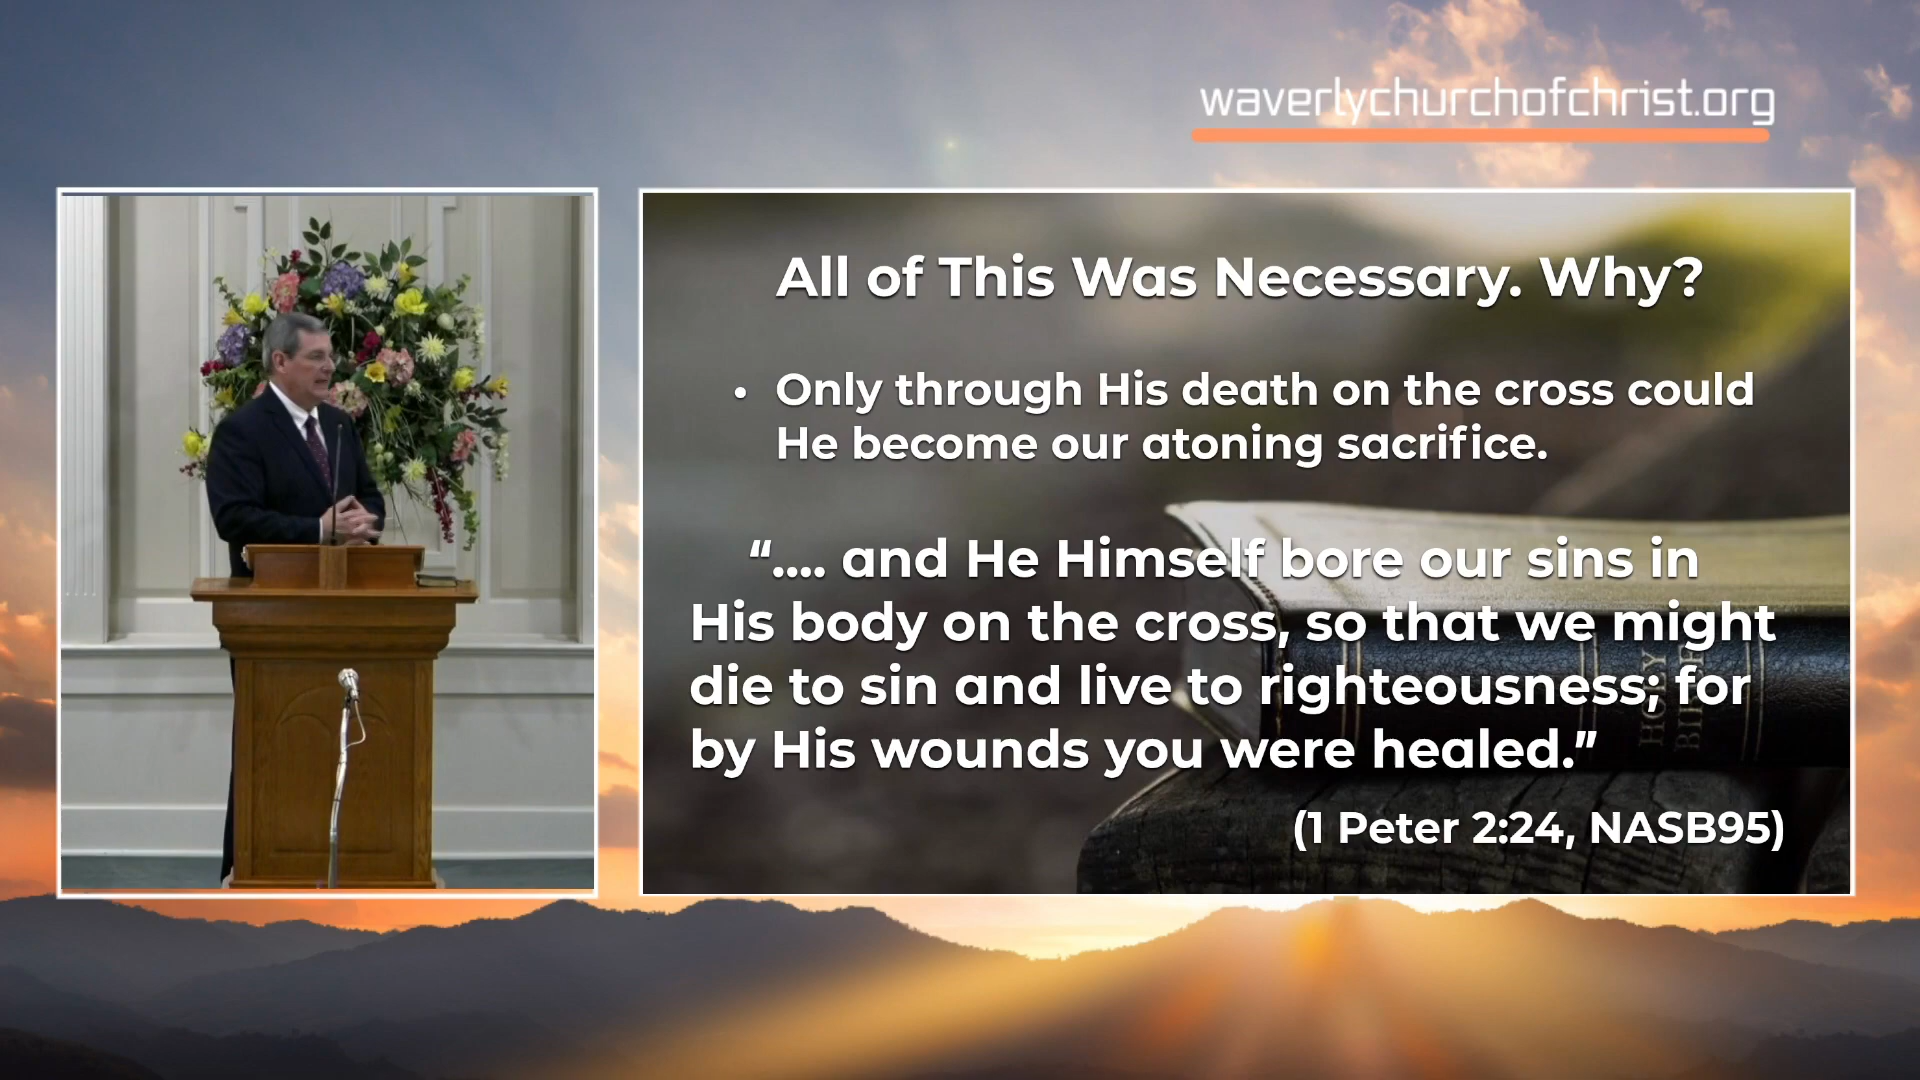 waverlychurchofchrist.org
All of This Was Necessary. Why?
• Only through His death on the cross could
He become our atoning sacrifice.
“.... and He Himself bore our sins in
His body on the cross, so that we might
die to sin and live to righteousness; for
by His wounds you were healed.”
HOLY
BIBLE
(1 Peter 2:24, NASB95)